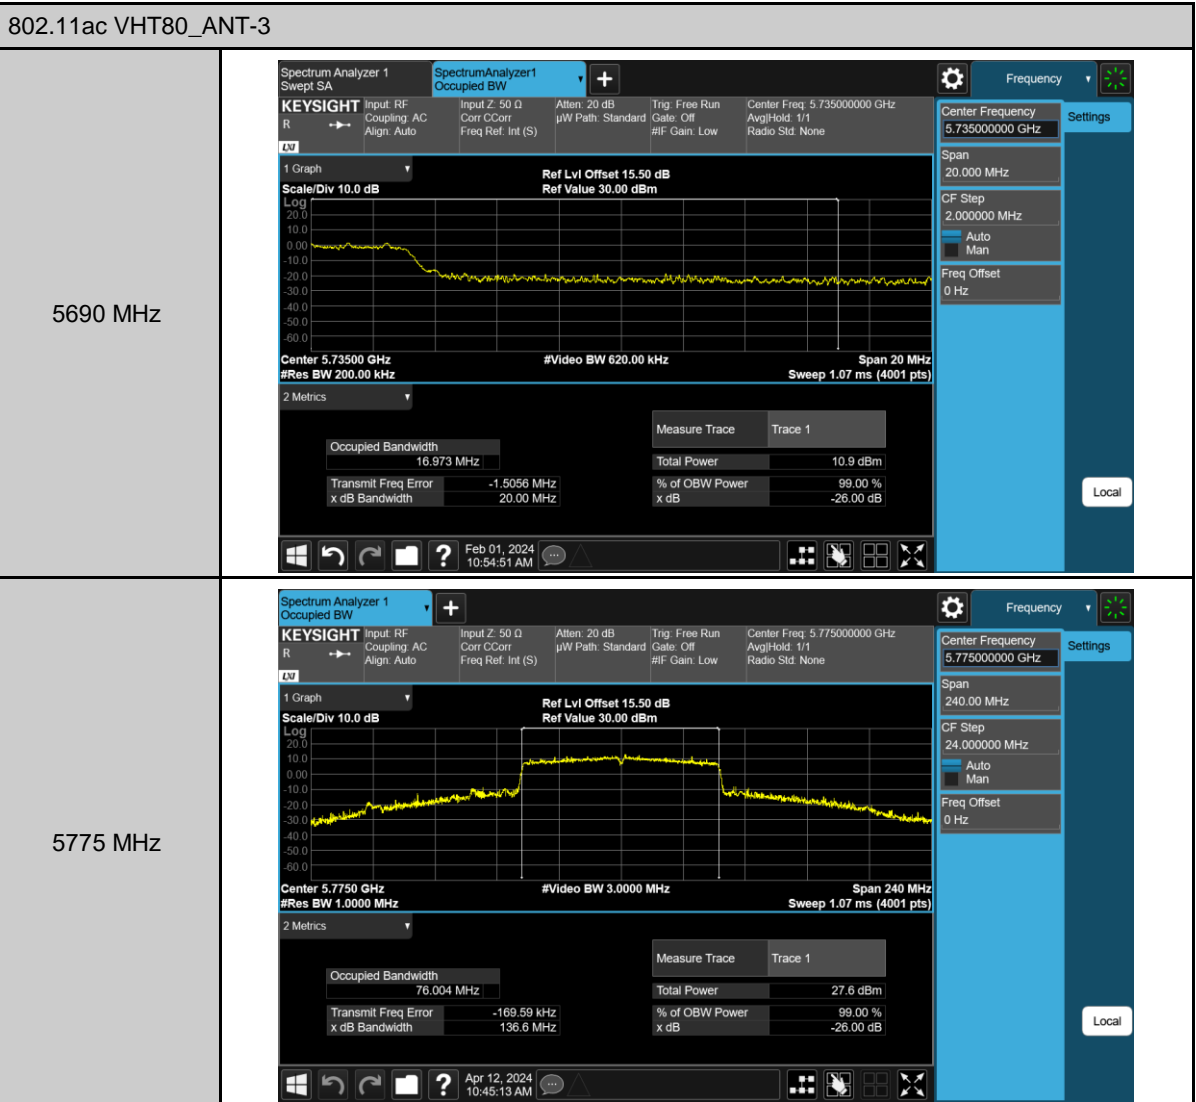 802.11ac VHT80_ANT-3
5690 MHz
Spectrum Analyzer 1
Swept SA
SpectrumAnalyzer1
Occupied BW
Frequency
KEYSIGHT
R
LXI
Input: RF
Coupling: AC
Align: Auto
Input Z: 50 Ω
Corr CCorr
Freq Ref: Int (S)
Atten: 20 dB
µW Path: Standard
Trig: Free Run
Gate: Off
#IF Gain: Low
Center Freq: 5.735000000 GHz
Avg|Hold: 1/1
Radio Std: None
Center Frequency
5.735000000 GHz
Settings
Span
20.000 MHz
CF Step
2.000000 MHz
Auto
Man
Freq Offset
0 Hz
Local
1 Graph
Scale/Div 10.0 dB
Ref Lvl Offset 15.50 dB
Ref Value 30.00 dBm
Log
20.0
10.0
0.00
-10.0
-20.0
-30.0
-40.0
-50.0
-60.0
Center 5.73500 GHz
#Res BW 200.00 kHz
#Video BW 620.00 kHz
Span 20 MHz
Sweep 1.07 ms (4001 pts)
2 Metrics
Measure Trace Trace 1
Occupied Bandwidth
16.973 MHz
Total Power 10.9 dBm
Transmit Freq Error -1.5056 MHz
% of OBW Power 99.00 %
x dB Bandwidth 20.00 MHz
x dB -26.00 dB
?
Feb 01, 2024
10:54:51 AM
5775 MHz
Spectrum Analyzer 1
Occupied BW
Frequency
KEYSIGHT
R
LXI
Input: RF
Coupling: AC
Align: Auto
Input Z: 50 Ω
Corr CCorr
Freq Ref: Int (S)
Atten: 20 dB
µW Path: Standard
Trig: Free Run
Gate: Off
#IF Gain: Low
Center Freq: 5.775000000 GHz
Avg|Hold: 1/1
Radio Std: None
Center Frequency
5.775000000 GHz
Settings
Span
240.00 MHz
CF Step
24.000000 MHz
Auto
Man
Freq Offset
0 Hz
Local
1 Graph
Scale/Div 10.0 dB
Ref Lvl Offset 15.50 dB
Ref Value 30.00 dBm
Log
20.0
10.0
0.00
-10.0
-20.0
-30.0
-40.0
-50.0
-60.0
Center 5.7750 GHz
#Res BW 1.0000 MHz
#Video BW 3.0000 MHz
Span 240 MHz
Sweep 1.07 ms (4001 pts)
2 Metrics
Measure Trace Trace 1
Occupied Bandwidth
76.004 MHz
Total Power 27.6 dBm
Transmit Freq Error -169.59 kHz
% of OBW Power 99.00 %
x dB Bandwidth 136.6 MHz
x dB -26.00 dB
?
Apr 12, 2024
10:45:13 AM